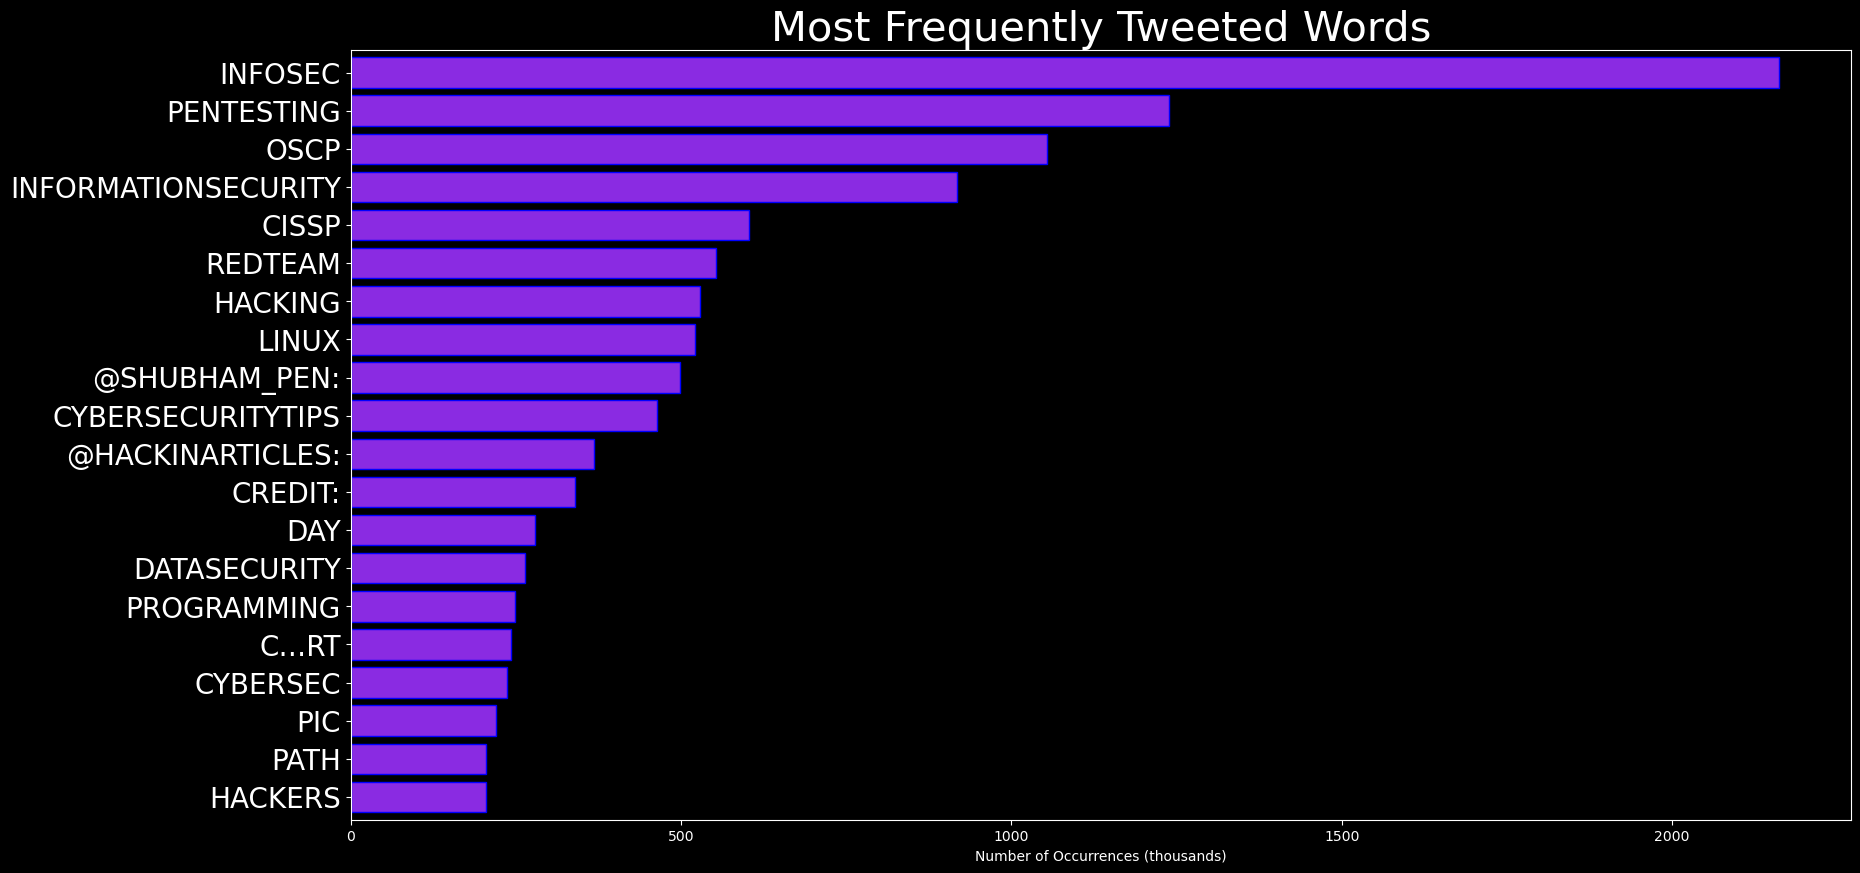 Most Frequently Tweeted Words
INFOSEC
PENTESTING
OSCP
INFORMATIONSECURITY
CISSP
REDTEAM
HACKING
LINUX
@SHUBHAM_PEN:
CYBERSECURITYTIPS
@HACKINARTICLES:
CREDIT:
DAY
DATASECURITY
PROGRAMMING
C…RT
CYBERSEC
PIC
PATH
HACKERS
0 500 1000 1500 2000
Number of Occurrences (thousands)